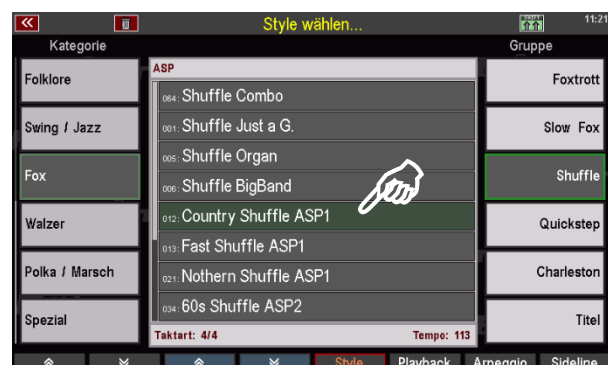 Style wählen...
11:21
Kategorie
Gruppe
Folklore
Swing / Jazz
Fox
Walzer
Polka / Marsch
Spezial
ASP
064: Shuffle Combo
001: Shuffle Just a G.
005: Shuffle Organ
006: Shuffle BigBand
012: Country Shuffle ASP1
013: Fast Shuffle ASP1
021: Nothern Shuffle ASP1
034: 60s Shuffle ASP2
Taktart: 4/4
Tempo: 113
Foxtrott
Slow Fox
Shuffle
Quickstep
Charleston
Titel
Style
Playback
Arpeggio
Sideline